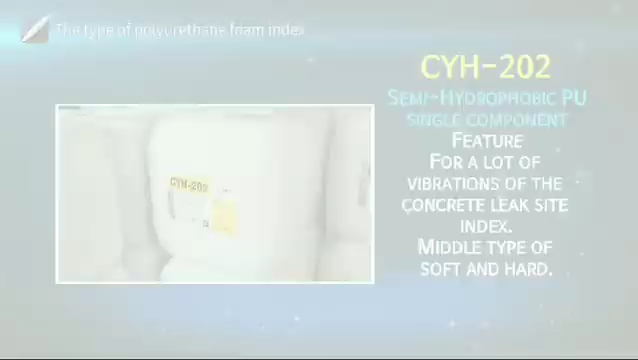 The type of polyurethane foam index
CYH-202
SEMI-HYDROPHOBIC PU
SINGLE COMPONENT
FEATURE
FOR A LOT OF
VIBRATIONS OF THE
CONCRETE LEAK SITE
INDEX.
MIDDLE TYPE OF
SOFT AND HARD.
CYH-202